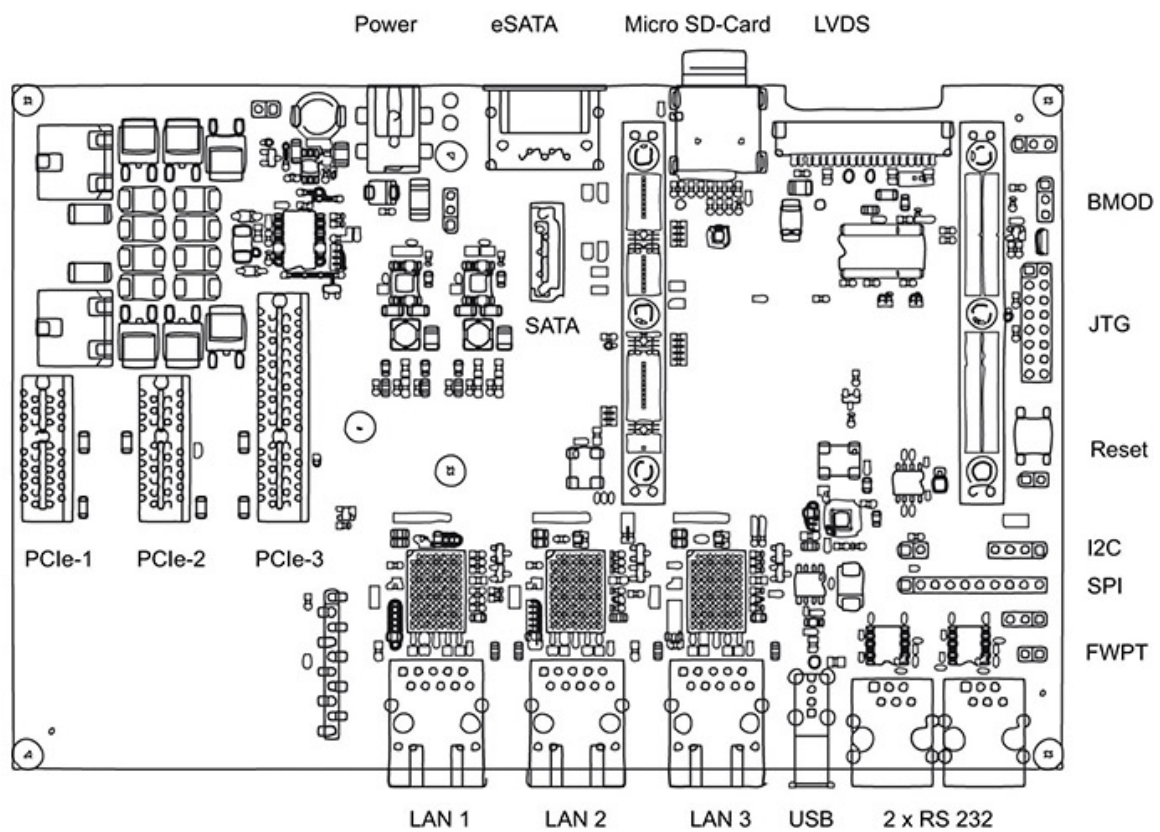 Power eSATA Micro SD-Card LVDS
BMOD
SATA
JTG
Reset
PCIe-1 PCIe-2 PCIe-3
I2C
SPI
FWPT
LAN 1 LAN 2 LAN 3 USB 2 x RS 232